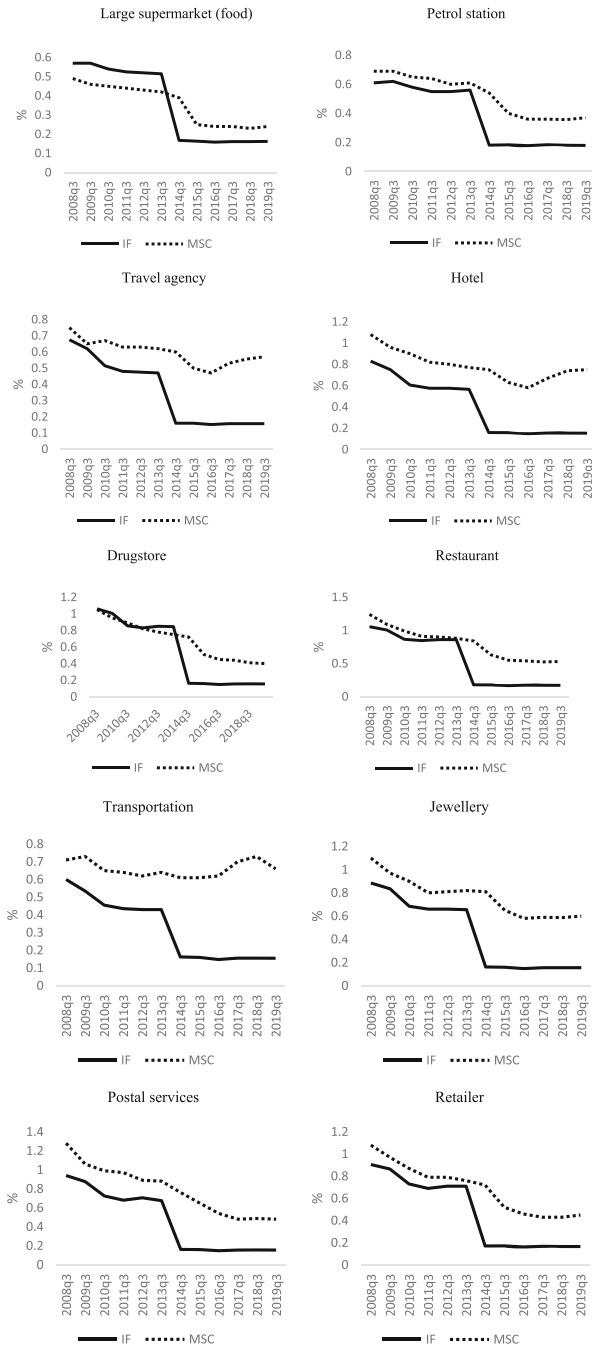 Large supermarket (food)
%
0.6
0.5
0.4
0.3
0.2
0.1
0
2008q3
2009q3
2010q3
2011q3
2012q3
2013q3
2014q3
2015q3
2016q3
2017q3
2018q3
2019q3
IF MSC
Petrol station
%
0.8
0.6
0.4
0.2
0
2008q3
2009q3
2010q3
2011q3
2012q3
2013q3
2014q3
2015q3
2016q3
2017q3
2018q3
2019q3
IF MSC
Travel agency
%
0.8
0.7
0.6
0.5
0.4
0.3
0.2
0.1
0
2008q3
2009q3
2010q3
2011q3
2012q3
2013q3
2014q3
2015q3
2016q3
2017q3
2018q3
2019q3
IF MSC
Hotel
%
1.2
1
0.8
0.6
0.4
0.2
0
2008q3
2009q3
2010q3
2011q3
2012q3
2013q3
2014q3
2015q3
2016q3
2017q3
2018q3
2019q3
IF MSC
Drugstore
%
1.2
1
0.8
0.6
0.4
0.2
0
2008q3
2010q3
2012q3
2014q3
2016q3
2018q3
IF MSC
Restaurant
%
1.5
1
0.5
0
2008q3
2009q3
2010q3
2011q3
2012q3
2013q3
2014q3
2015q3
2016q3
2017q3
2018q3
2019q3
IF MSC
Transportation
%
0.8
0.7
0.6
0.5
0.4
0.3
0.2
0.1
0
2008q3
2009q3
2010q3
2011q3
2012q3
2013q3
2014q3
2015q3
2016q3
2017q3
2018q3
2019q3
IF MSC
Jewellery
%
1.2
1
0.8
0.6
0.4
0.2
0
2008q3
2009q3
2010q3
2011q3
2012q3
2013q3
2014q3
2015q3
2016q3
2017q3
2018q3
2019q3
IF MSC
Postal services
%
1.4
1.2
1
0.8
0.6
0.4
0.2
0
2008q3
2009q3
2010q3
2011q3
2012q3
2013q3
2014q3
2015q3
2016q3
2017q3
2018q3
2019q3
IF MSC
Retailer
%
1.2
1
0.8
0.6
0.4
0.2
0
2008q3
2009q3
2010q3
2011q3
2012q3
2013q3
2014q3
2015q3
2016q3
2017q3
2018q3
2019q3
IF MSC